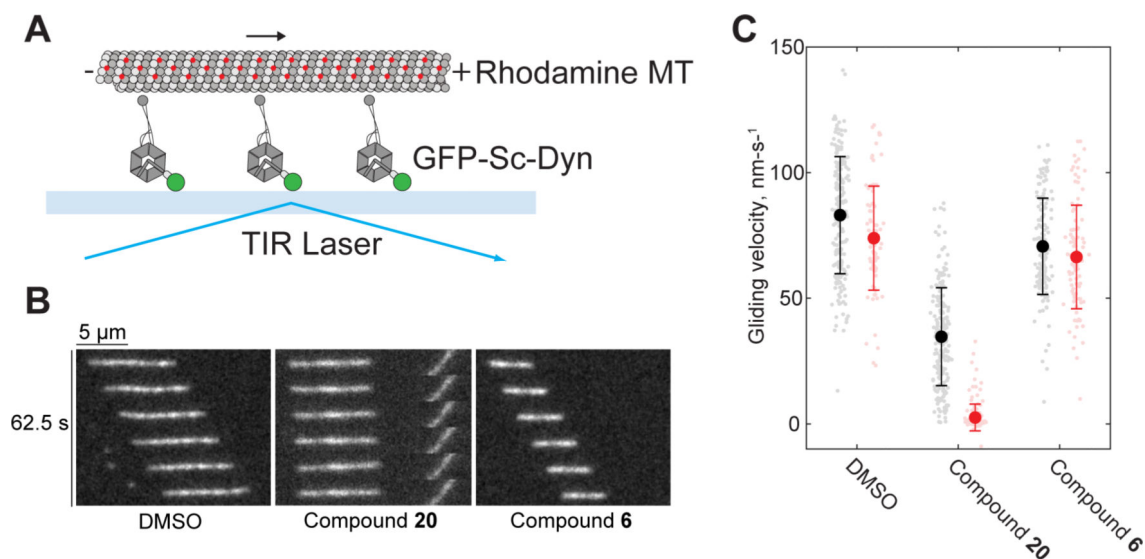 A
-
+ Rhodamine MT
GFP-Sc-Dyn
TIR Laser
B
5 μm
62.5 s
DMSO
Compound 20
Compound 6
C
Gliding velocity, nm-s-¹
150
100
50
0
DMSO
Compound 20
Compound 6